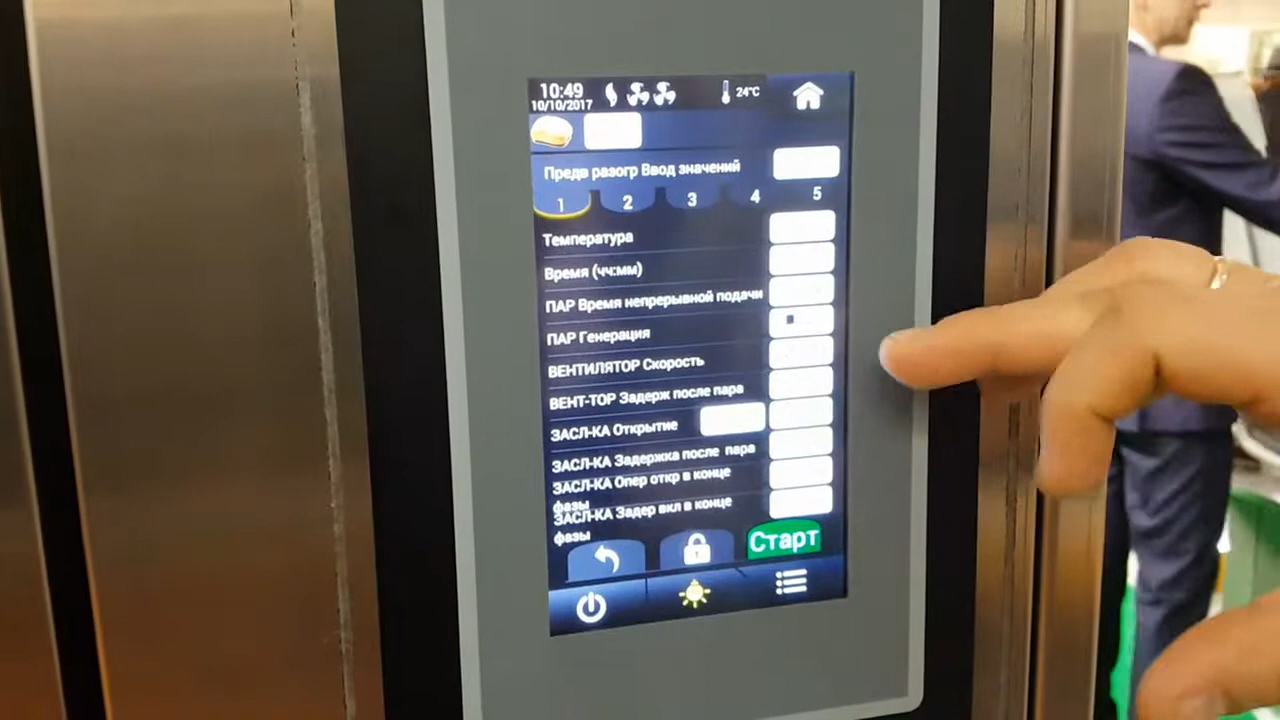 10:49
10/10/2017
24°C
Предв разогр Ввод значений
1 2 3 4 5
Температура
Время (чч:мм)
ПАР Время непрерывной подачи
ПАР Генерация
ВЕНТИЛЯТОР Скорость
ВЕНТ-ТОР Задерж после пара
ЗАСЛ-КА Открытие
ЗАСЛ-КА Задержка после пара
ЗАСЛ-КА Опер откр в конце
фазы
ЗАСЛ-КА Задер вкл в конце
фазы
Старт